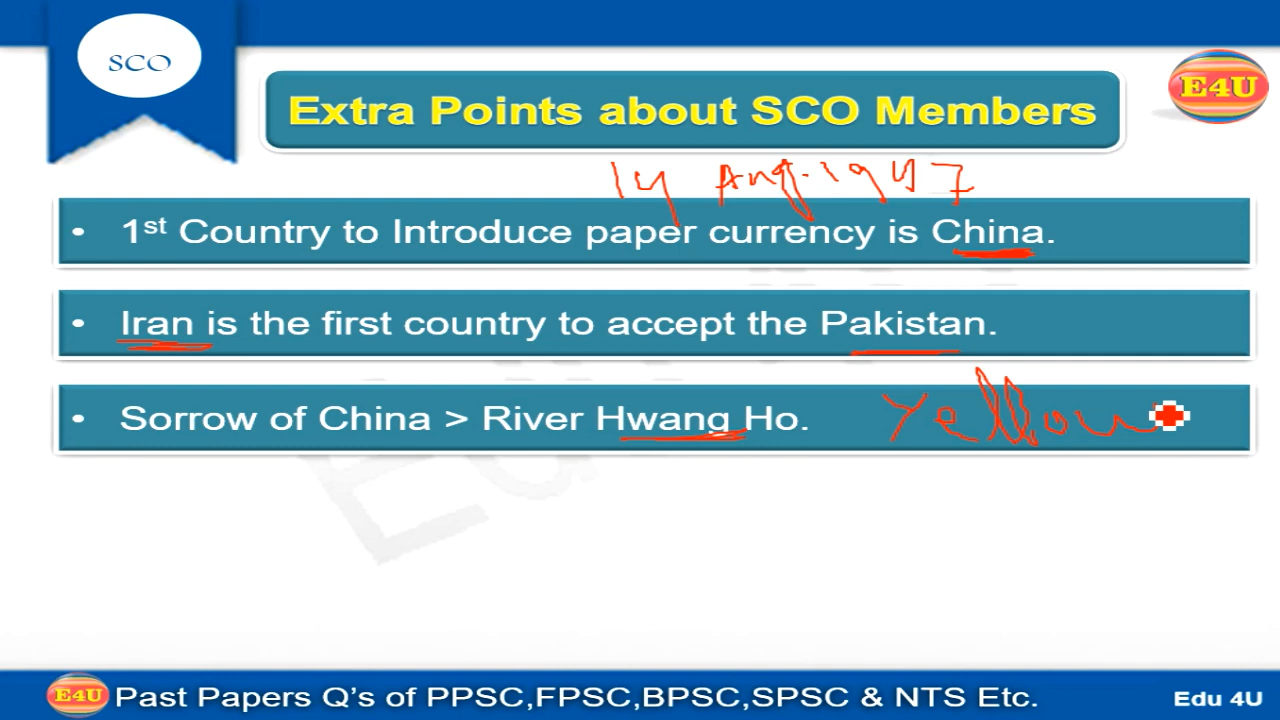 SCO
E4U
Extra Points about SCO Members
14 Aug. 1947
• 1st Country to Introduce paper currency is China.
• Iran is the first country to accept the Pakistan.
• Sorrow of China > River Hwang Ho. Yellow
E4U Past Papers Q's of PPSC,FPSC,BPSC,SPSC & NTS Etc. Edu 4U